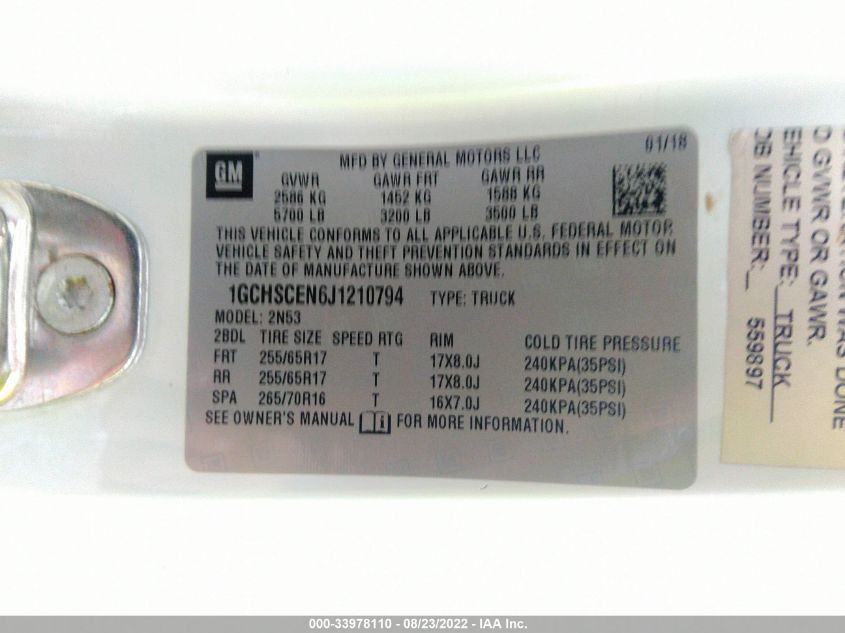 GM
MFD BY GENERAL MOTORS LLC
01/18
GVWR GAWR FRT GAWR RR
2586 KG 1452 KG 1588 KG
5700 LB 3200 LB 3500 LB
THIS VEHICLE CONFORMS TO ALL APPLICABLE U.S. FEDERAL MOTOR
VEHICLE SAFETY AND THEFT PREVENTION STANDARDS IN EFFECT ON
THE DATE OF MANUFACTURE SHOWN ABOVE.
1GCHSCEN6J1210794 TYPE: TRUCK
MODEL: 2N53
2BDL TIRE SIZE SPEED RTG RIM COLD TIRE PRESSURE
FRT 255/65R17 T 17X8.0J 240KPA(35PSI)
RR 255/65R17 T 17X8.0J 240KPA(35PSI)
SPA 265/70R16 T 16X7.0J 240KPA(35PSI)
SEE OWNER'S MANUAL FOR MORE INFORMATION.
WAS DONE
GVWR OR GAWR.
TYPE: TRUCK
NUMBER: 559897
000-33978110 - 08/23/2022 - IAA Inc.